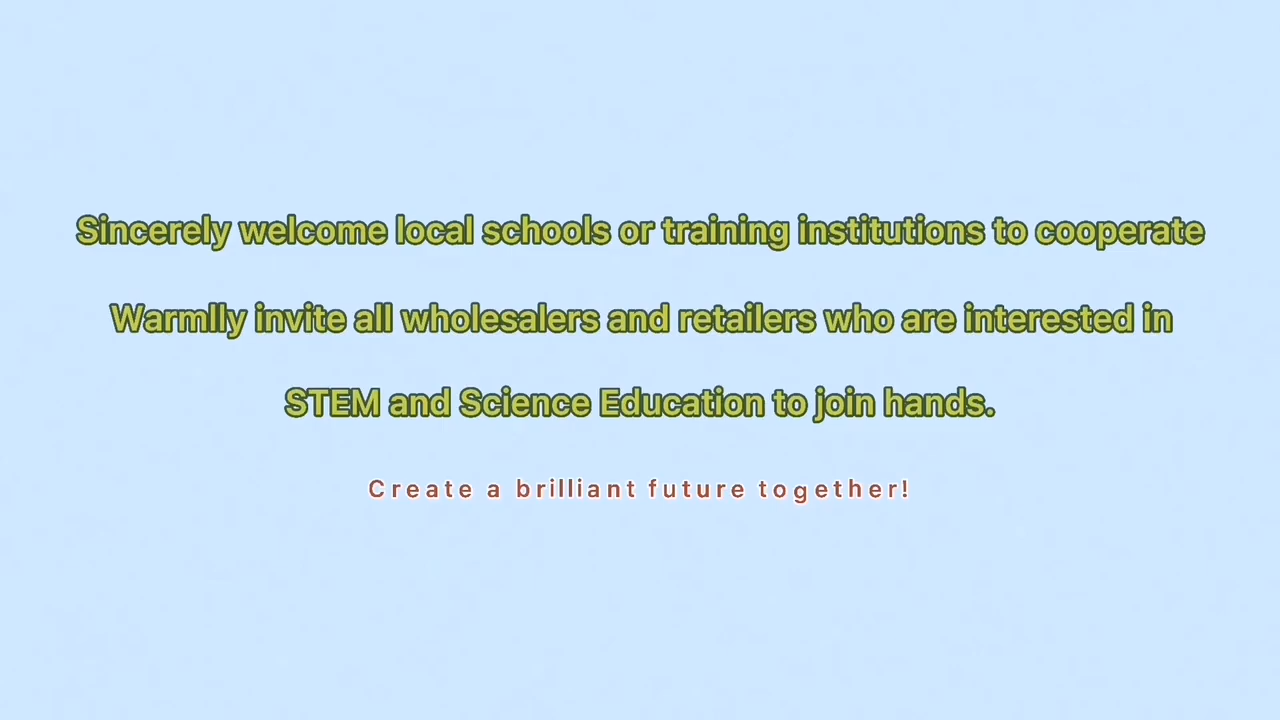 Sincerely welcome local schools or training institutions to cooperate
Warmlly invite all wholesalers and retailers who are interested in
STEM and Science Education to join hands.
Create a brilliant future together!